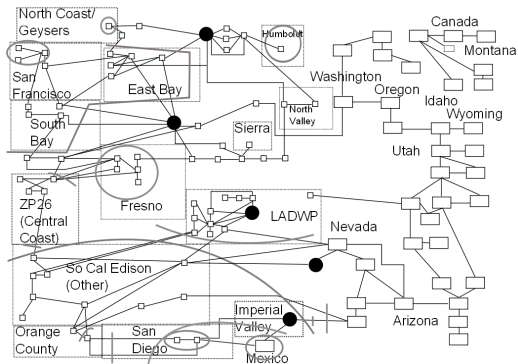 North Coast/
Geysers
Humboldt
Canada
Montana
San
Francisco
East Bay
Washington
Oregon
North
Valley
Idaho
Wyoming
South
Bay
Sierra
Utah
ZP26
(Central
Coast)
Fresno
LADWP
Nevada
So Cal Edison
(Other)
Imperial
Valley
Arizona
Orange
County
San
Diego
Mexico